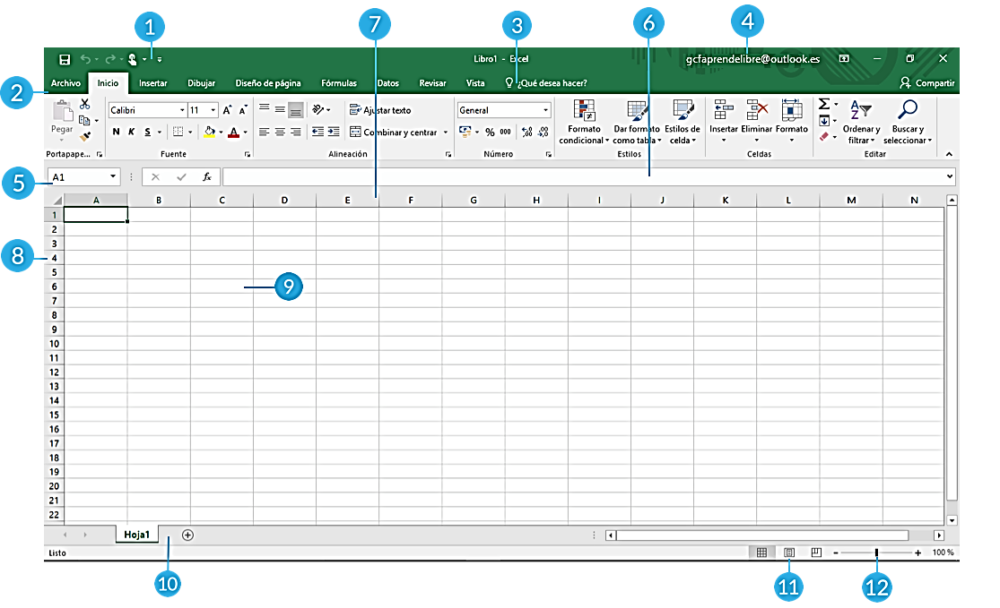 1
7
3
6
4
Libro1 - Excel
gcfaprendelibre@outlook.es
2
Archivo Inicio Insertar Dibujar Diseño de página Fórmulas Datos Revisar Vista ¿Qué desea hacer? Compartir
Calibri 11 Ajustar texto General
Pegar
N K S Combinar y centrar % 000
Formato condicional
Dar formato como tabla
Estilos de celda
Insertar Eliminar Formato
Ordenar y filtrar
Buscar y seleccionar
Portapape... Fuente Alineación Número Estilos Celdas Editar
5
A1 fx
A B C D E F G H I J K L M N
1
2
3
8
4
5
6
9
7
8
9
10
11
12
13
14
15
16
17
18
19
20
21
22
Hoja1
Listo 100 %
10
11
12